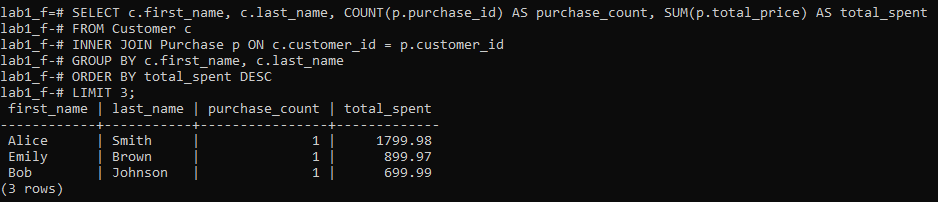 lab1_f=# SELECT c.first_name, c.last_name, COUNT(p.purchase_id) AS purchase_count, SUM(p.total_price) AS total_spent
lab1_f-# FROM Customer c
lab1_f-# INNER JOIN Purchase p ON c.customer_id = p.customer_id
lab1_f-# GROUP BY c.first_name, c.last_name
lab1_f-# ORDER BY total_spent DESC
lab1_f-# LIMIT 3;
 first_name | last_name | purchase_count | total_spent
------------+-----------+----------------+-------------
 Alice      | Smith     |              1 |     1799.98
 Emily      | Brown     |              1 |      899.97
 Bob        | Johnson   |              1 |      699.99
(3 rows)